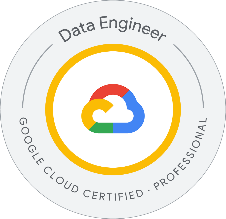 Data Engineer
GOOGLE CLOUD CERTIFIED · PROFESSIONAL